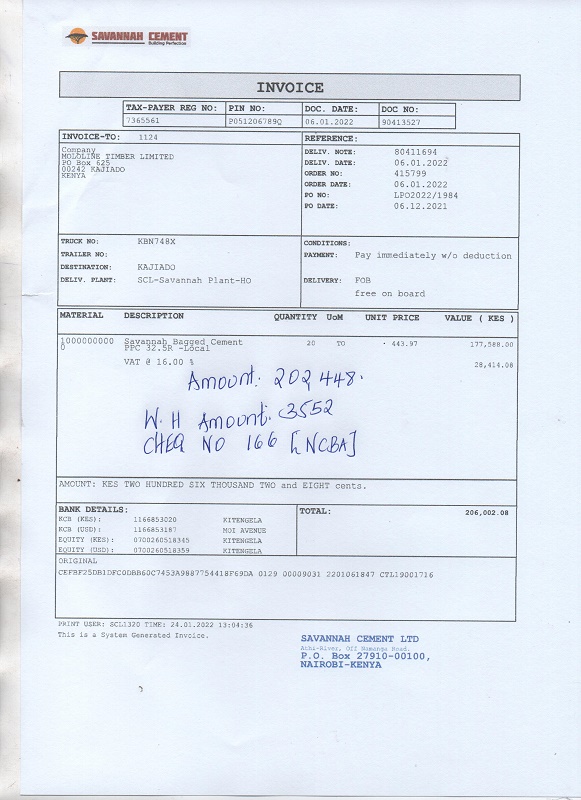 SAVANNAH CEMENT
Building Perfection
INVOICE
TAX-PAYER REG NO: PIN NO: DOC. DATE: DOC NO:
7365561 P051206789Q 06.01.2022 90413527
INVOICE-TO: 1124
Company
MOLOLINE TIMBER LIMITED
PO Box 625
00242 KAJIADO
KENYA
REFERENCE:
DELIV. NOTE: 80411694
DELIV. DATE: 06.01.2022
ORDER NO: 415799
ORDER DATE: 06.01.2022
PO NO: LPO2022/1984
PO DATE: 06.12.2021
TRUCK NO: KBN748X
TRAILER NO:
DESTINATION: KAJIADO
DELIV. PLANT: SCL-Savannah Plant-HO
CONDITIONS:
PAYMENT: Pay immediately w/o deduction
DELIVERY: FOB
free on board
MATERIAL DESCRIPTION QUANTITY UoM UNIT PRICE VALUE ( KES )
1000000000 Savannah Bagged Cement 20 TO 443.97 177,588.00
0 PPC 32.5R -Local
VAT @ 16.00 % 28,414.08
Amount: 202 448.
W.H Amount: 3552
CHEQ NO 166 [NCBA]
AMOUNT: KES TWO HUNDRED SIX THOUSAND TWO and EIGHT cents.
BANK DETAILS:
KCB (KES): 1166853020 KITENGELA
KCB (USD): 1166853187 MOI AVENUE
EQUITY (KES): 0700260518345 KITENGELA
EQUITY (USD): 0700260518359 KITENGELA
TOTAL: 206,002.08
ORIGINAL
CEFBF25DB1DFC0DBB60C7453A9887754418F69DA 0129 00009031 2201061847 CTL19001716
PRINT USER: SCL1320 TIME: 24.01.2022 13:04:36
This is a System Generated Invoice.
SAVANNAH CEMENT LTD
Athi-River, Off Namanga Road.
P.O. Box 27910-00100,
NAIROBI-KENYA